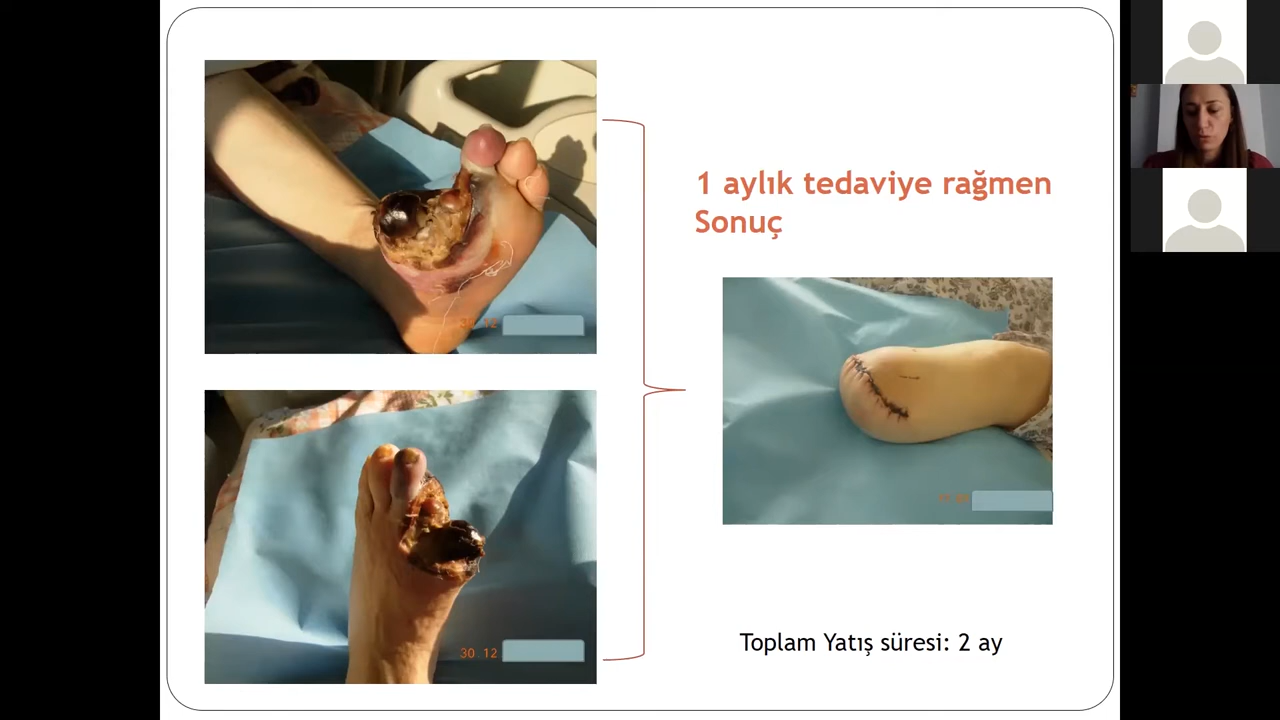 1 aylık tedaviye rağmen
Sonuç
30 12
30 12
Toplam Yatış süresi: 2 ay